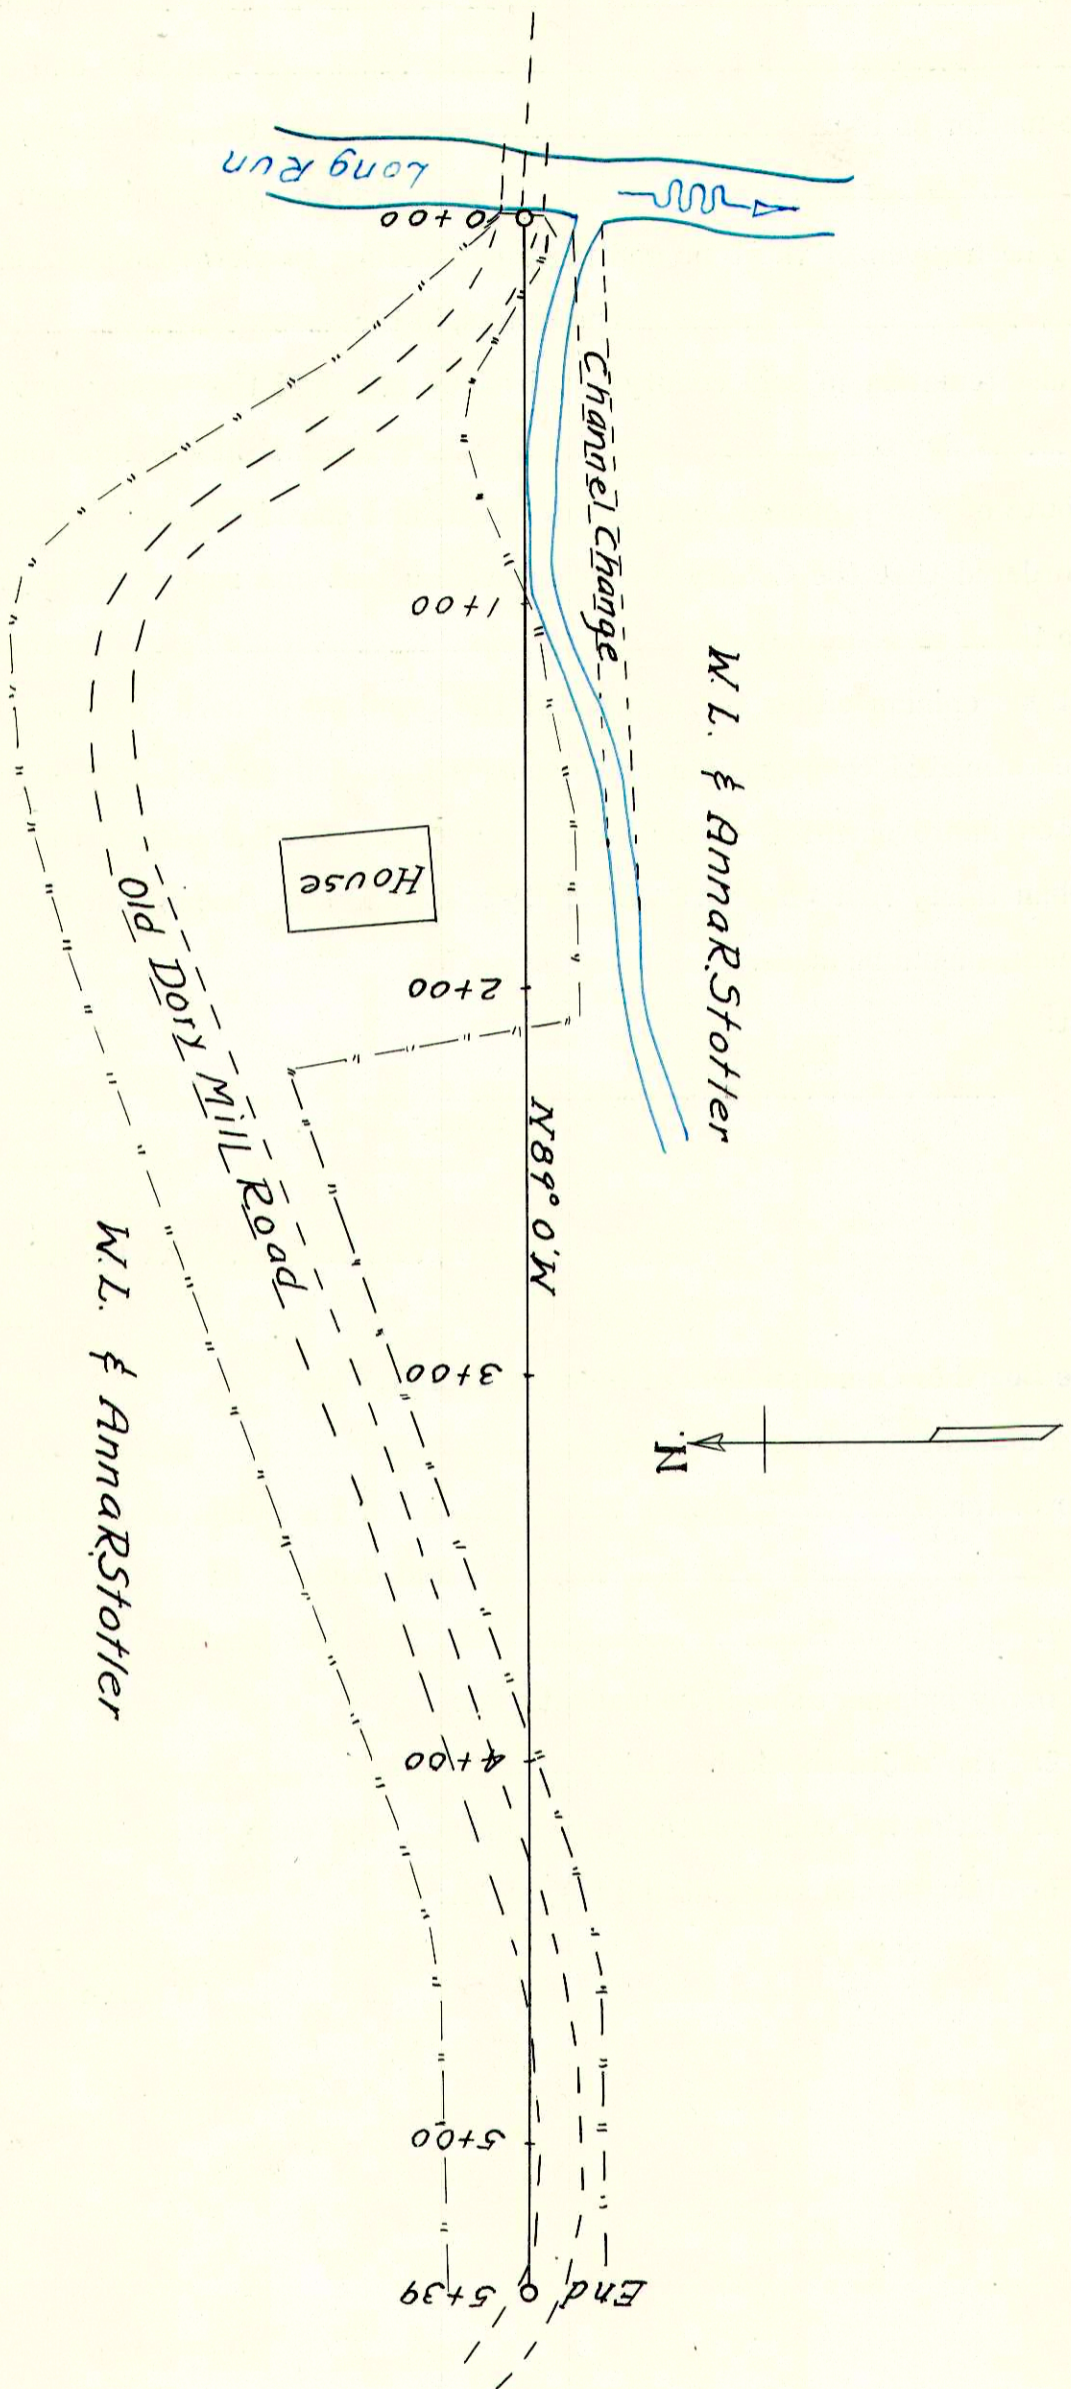 Long Run
0+00
Channel Change
1+00
W. L. & Anna R. Stotler
House
2+00
Old Dory Mill Road
N89° 0'W
W. L. & Anna R. Stotler
3+00
N.
4+00
5+00
5+39
End